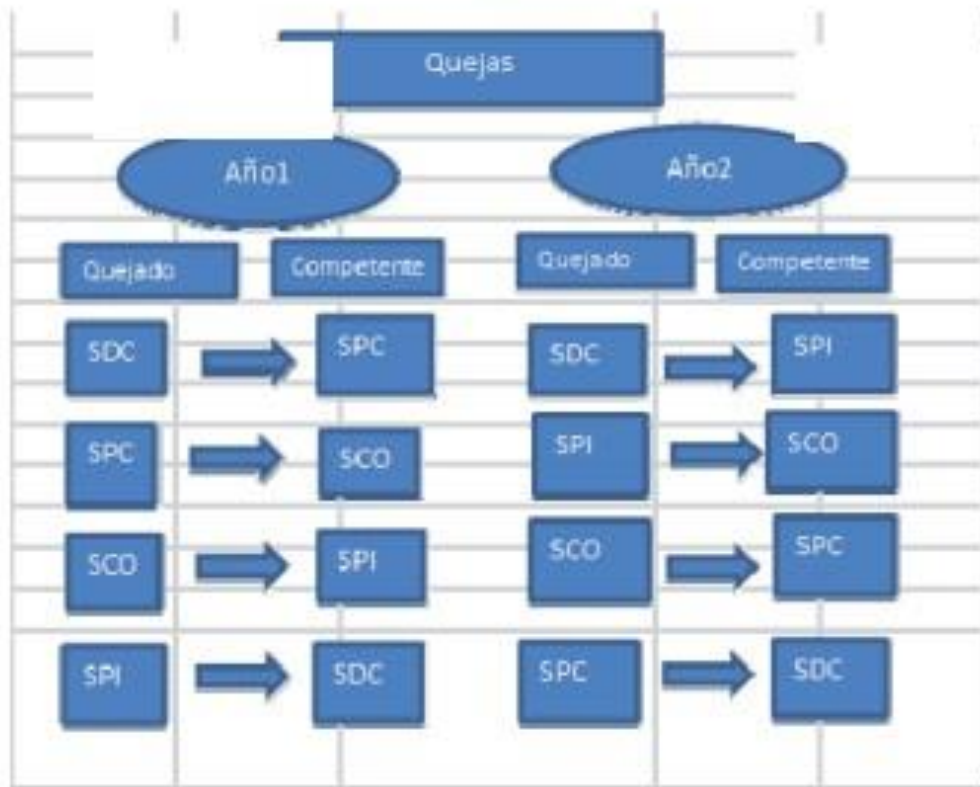 Quejas
Año1 Año2
Quejado Competente Quejado Competente
SDC SPC SDC SPI
SPC SCO SPI SCO
SCO SPI SCO SPC
SPI SDC SPC SDC